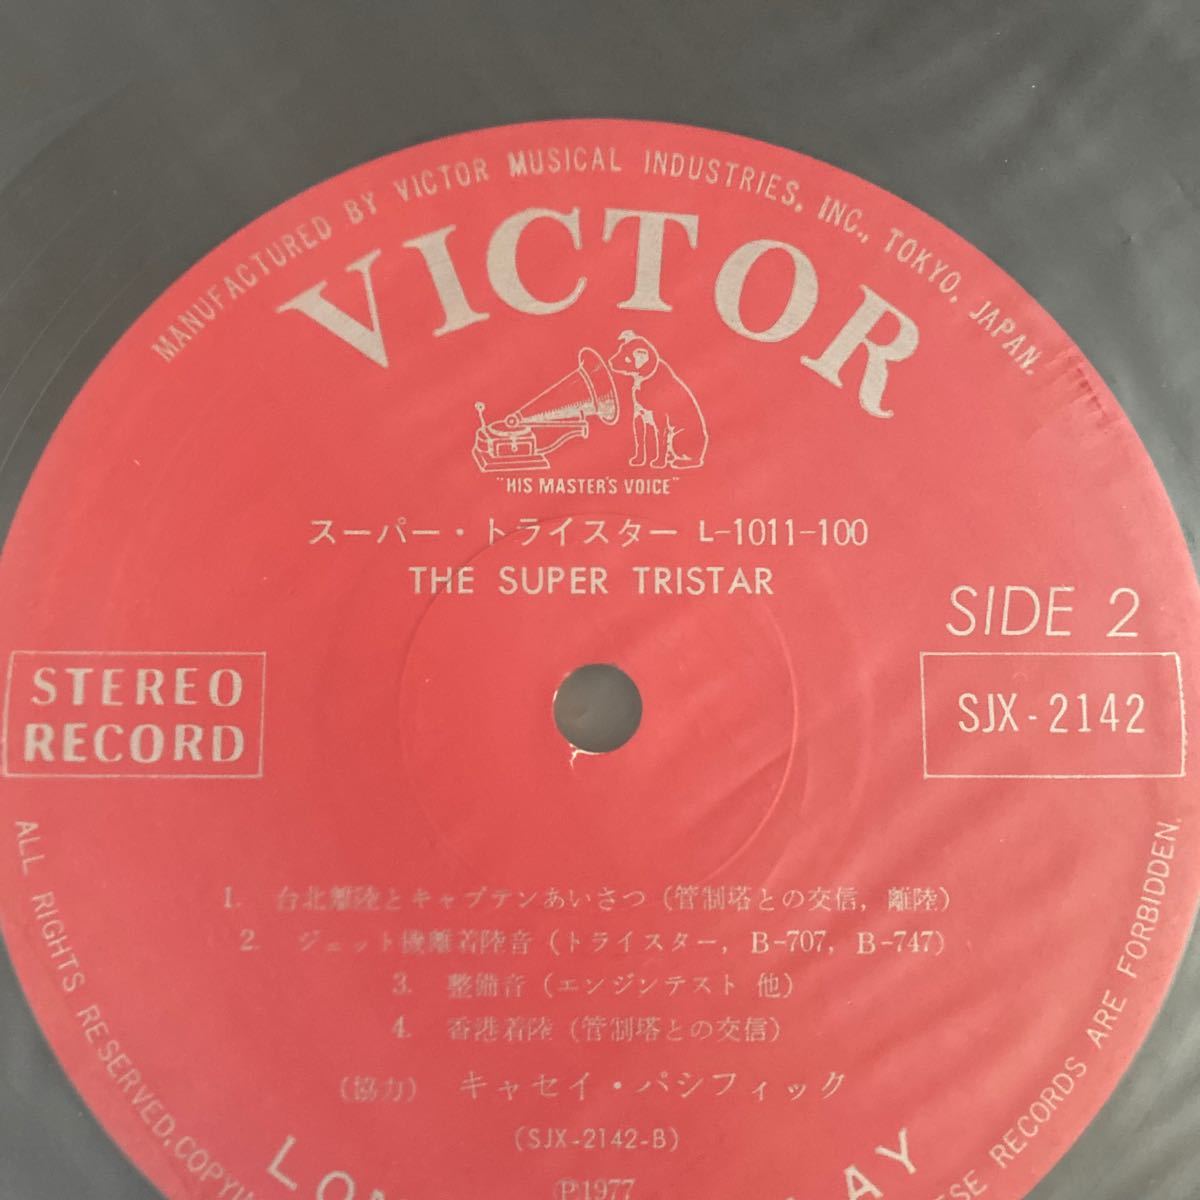 MANUFACTURED BY VICTOR MUSICAL INDUSTRIES, INC., TOKYO, JAPAN.
VICTOR
"HIS MASTER'S VOICE"
スーパー・トライスター L-1011-100
THE SUPER TRISTAR
SIDE 2
STEREO
RECORD
SJX-2142
1. 台北離陸とキャプテンあいさつ(管制塔との交信, 離陸)
2. ジェット機離着陸音(トライスター, B-707, B-747)
3. 整備音(エンジンテスト 他)
4. 香港着陸(管制塔との交信)
(協力) キャセイ・パシフィック
(SJX-2142-B)
Ⓟ1977
ALL RIGHTS RESERVED.
RECORDS ARE FORBIDDEN.